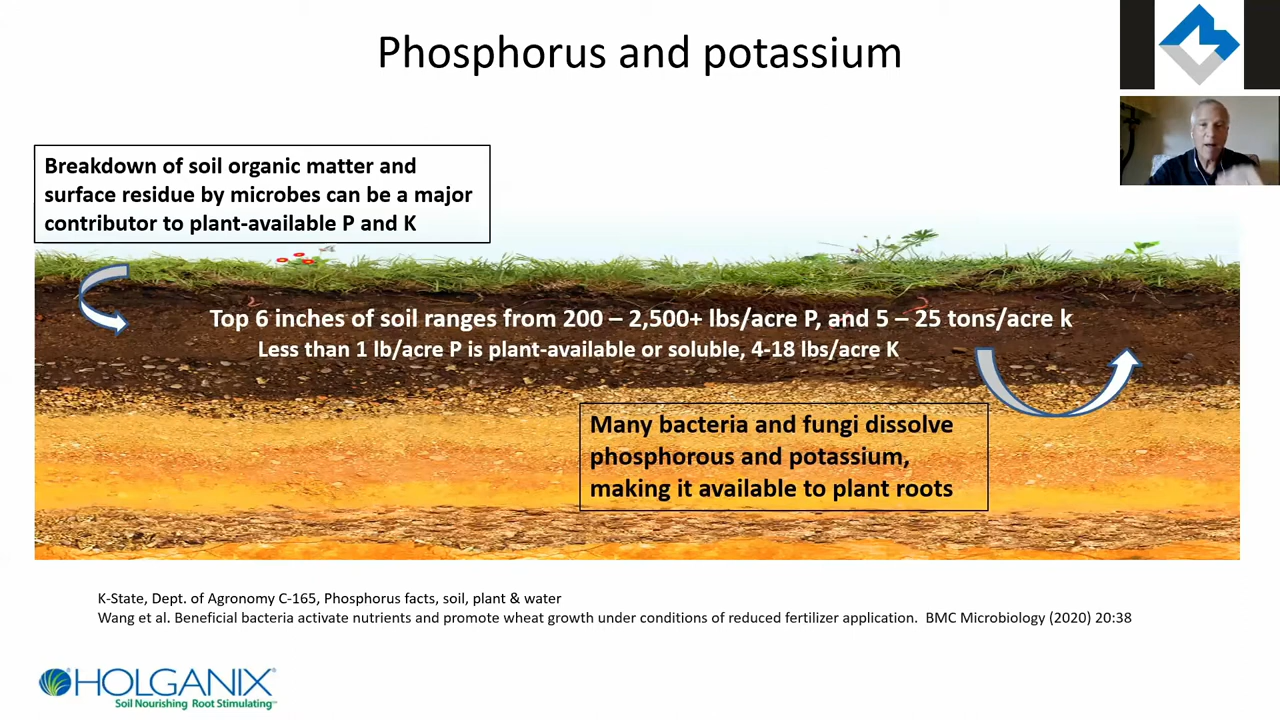 Phosphorus and potassium
Breakdown of soil organic matter and
surface residue by microbes can be a major
contributor to plant-available P and K
Top 6 inches of soil ranges from 200 – 2,500+ lbs/acre P, and 5 – 25 tons/acre k
Less than 1 lb/acre P is plant-available or soluble, 4-18 lbs/acre K
Many bacteria and fungi dissolve
phosphorous and potassium,
making it available to plant roots
K-State, Dept. of Agronomy C-165, Phosphorus facts, soil, plant & water
Wang et al. Beneficial bacteria activate nutrients and promote wheat growth under conditions of reduced fertilizer application.  BMC Microbiology (2020) 20:38
HOLGANIX
Soil Nourishing Root Stimulating™